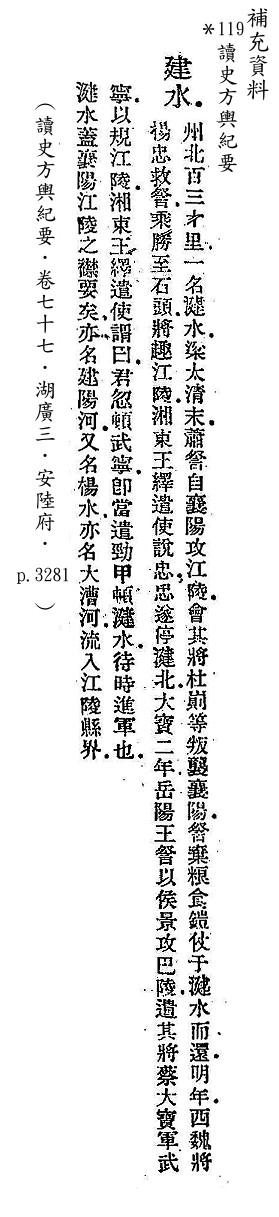 補充資料
*119 讀史方輿紀要
建水 州北百三十里一名漣水梁太清末蕭詧自襄陽攻江陵會其將杜崱等叛襲襄陽詧棄粮食鎧仗于漣水而還明年西魏將
楊忠救詧乘勝至石頭將趣江陵湘東王繹遣使說忠忠遂停漣北大寶二年岳陽王詧以侯景攻巴陵遣其將蔡大寶軍武
寧以規江陵湘東王繹遣使謂曰君忽頓武寧卽當遣勁甲頓漣水待時進軍也
漣水蓋襄陽江陵之襟要矣亦名建陽河又名楊水亦名大漕河流入江陵縣界
(讀史方輿紀要・卷七十七・湖廣三・安陸府・p.3281)